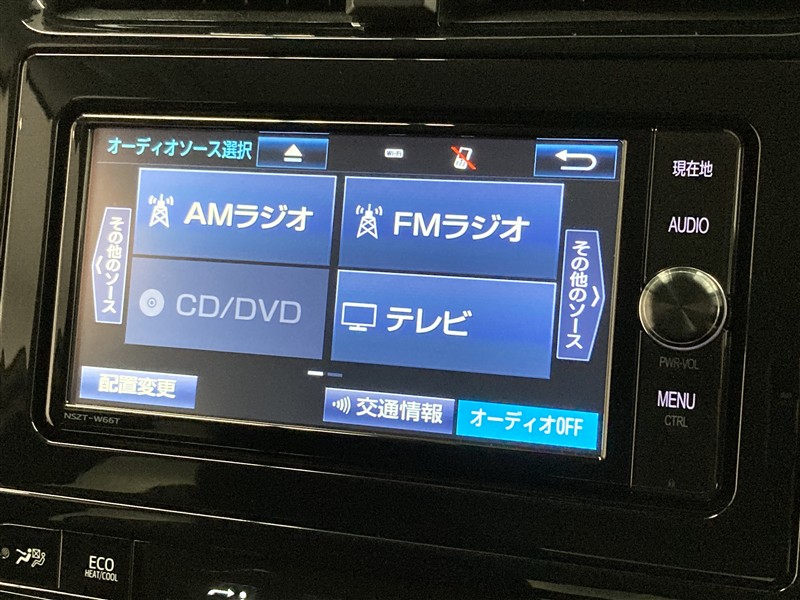 オーディオソース選択
Wi-Fi
現在地
AMラジオ
FMラジオ
AUDIO
その他のソース
その他のソース
CD/DVD
テレビ
PWR-VOL
配置変更
交通情報
オーディオOFF
MENU
CTRL
NSZT-W66T
ECO
HEAT/COOL